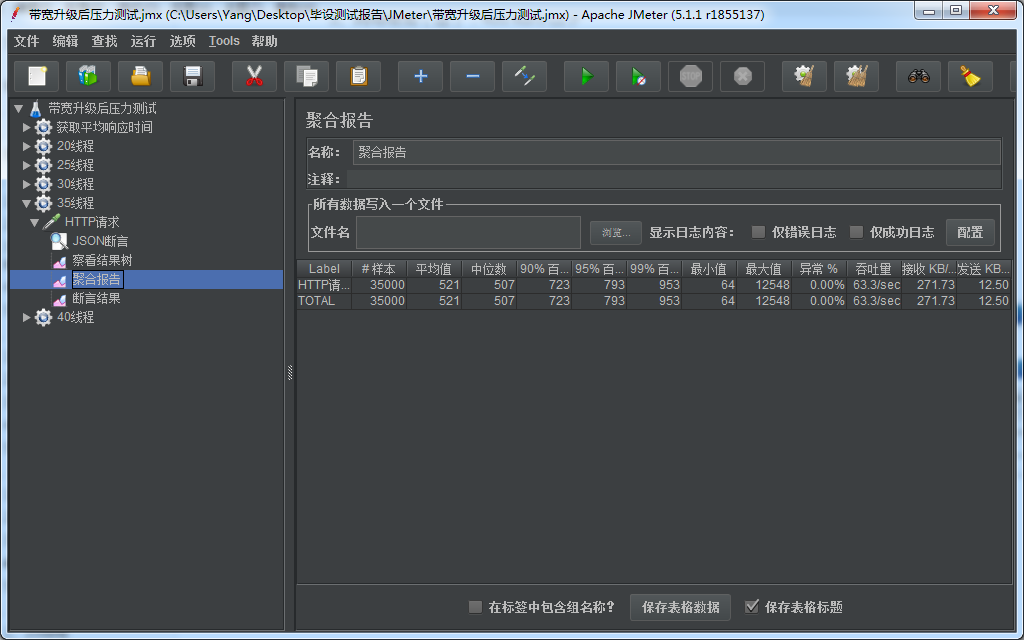 带宽升级后压力测试.jmx (C:\Users\Yang\Desktop\毕设测试报告\JMeter\带宽升级后压力测试.jmx) - Apache JMeter (5.1.1 r1855137)
文件 编辑 查找 运行 选项 Tools 帮助
STOP
带宽升级后压力测试
获取平均响应时间
20线程
25线程
30线程
35线程
HTTP请求
JSON断言
察看结果树
聚合报告
断言结果
40线程
聚合报告
名称： 聚合报告
注释：
所有数据写入一个文件
文件名 浏览... 显示日志内容： 仅错误日志 仅成功日志 配置
Label # 样本 平均值 中位数 90% 百... 95% 百... 99% 百... 最小值 最大值 异常 % 吞吐量 接收 KB/... 发送 KB...
HTTP请... 35000 521 507 723 793 953 64 12548 0.00% 63.3/sec 271.73 12.50
TOTAL 35000 521 507 723 793 953 64 12548 0.00% 63.3/sec 271.73 12.50
在标签中包含组名称? 保存表格数据 保存表格标题